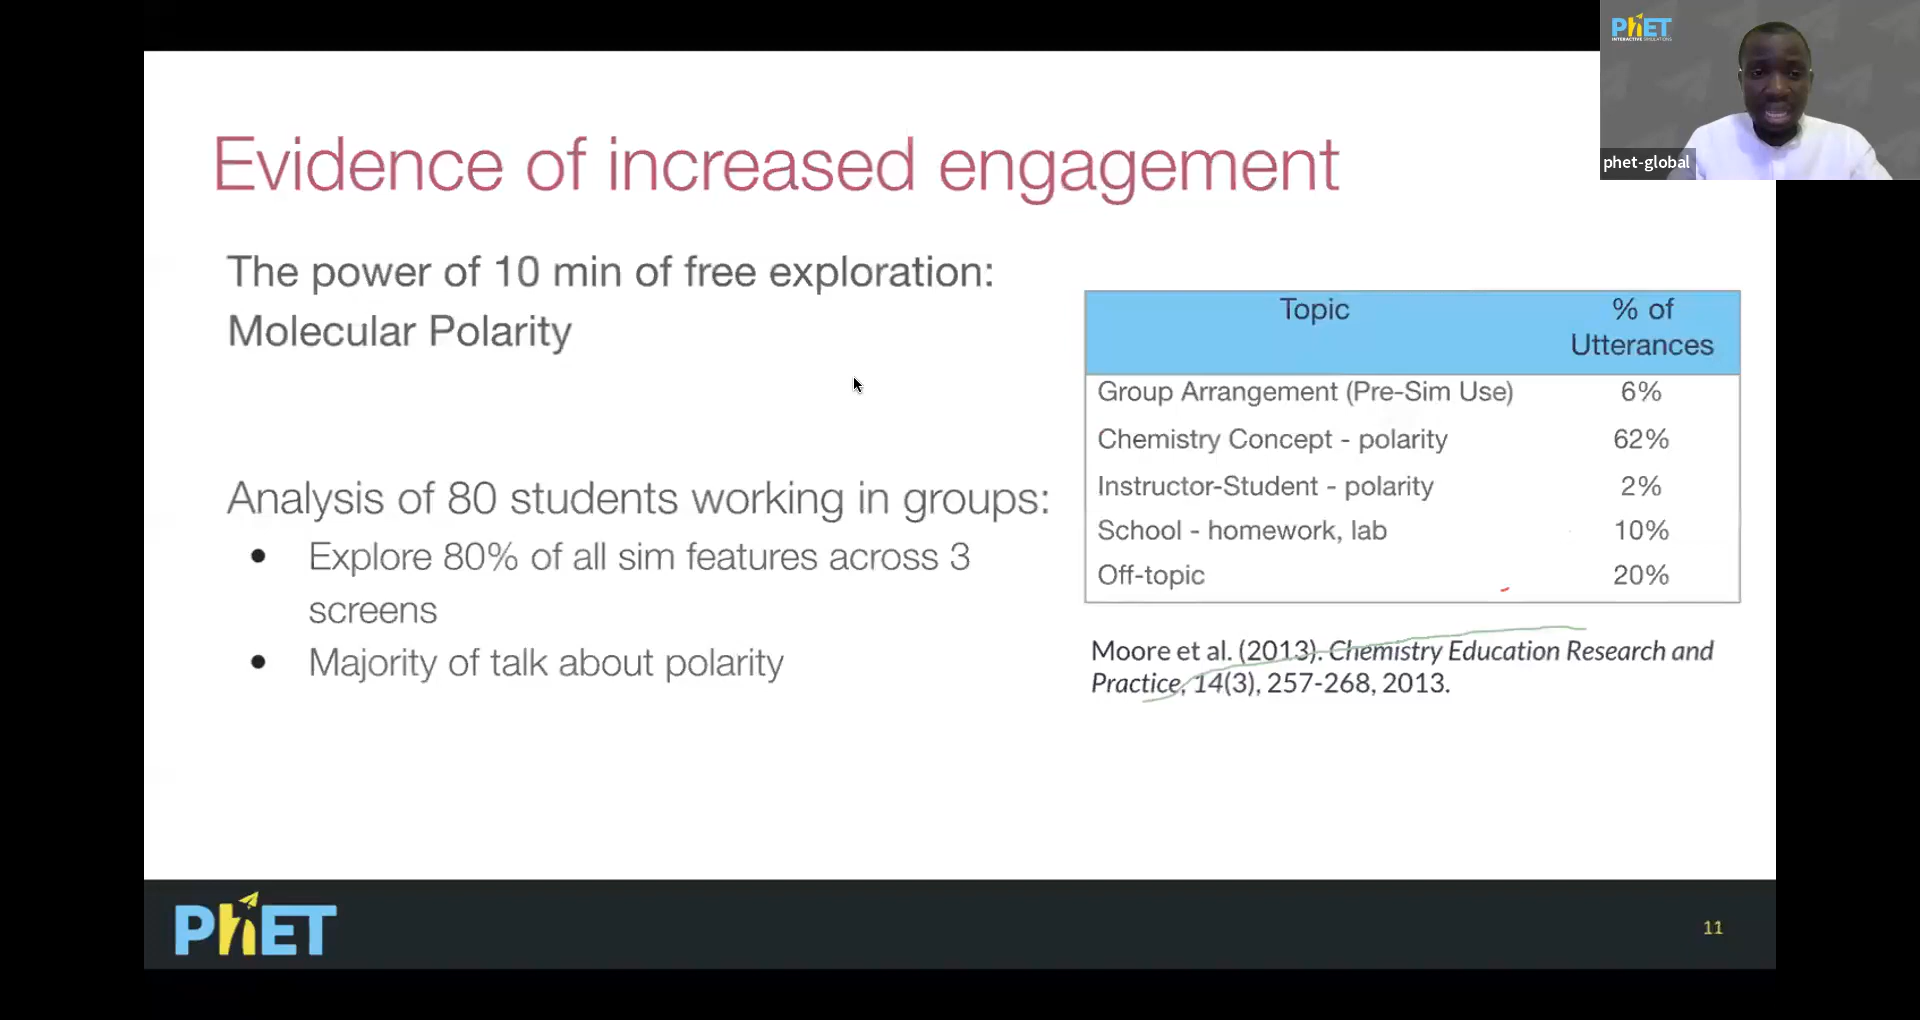 PhET
INTERACTIVE SIMULATIONS
phet-global
Evidence of increased engagement
The power of 10 min of free exploration:
Molecular Polarity
Analysis of 80 students working in groups:
• Explore 80% of all sim features across 3
screens
• Majority of talk about polarity
Topic % of
Utterances
Group Arrangement (Pre-Sim Use) 6%
Chemistry Concept - polarity 62%
Instructor-Student - polarity 2%
School - homework, lab 10%
Off-topic 20%
Moore et al. (2013). Chemistry Education Research and
Practice, 14(3), 257-268, 2013.
PhET
11